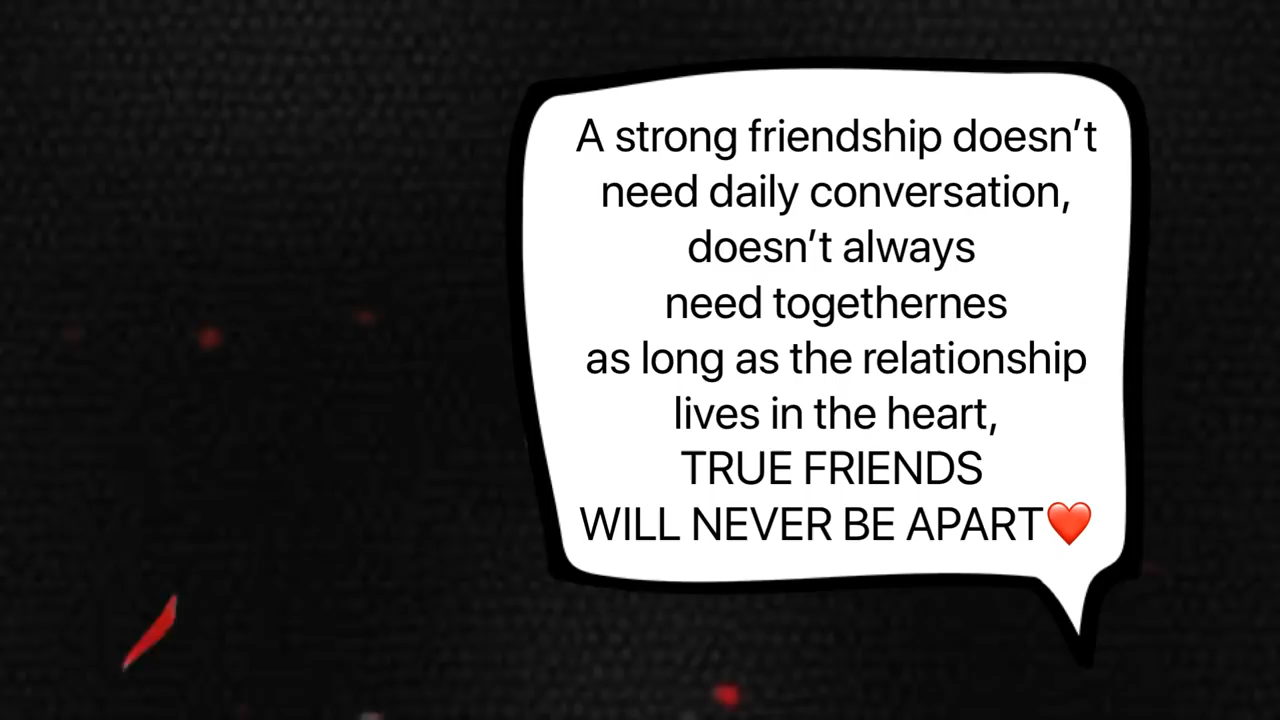 A strong friendship doesn’t
need daily conversation,
doesn’t always
need togethernes
as long as the relationship
lives in the heart,
TRUE FRIENDS
WILL NEVER BE APART❤️